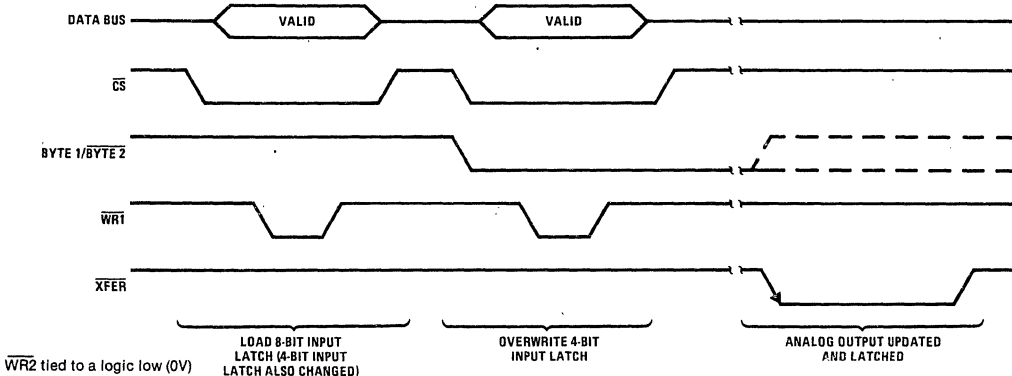 DATA BUS
VALID
VALID
CS
BYTE 1/BYTE 2
WR1
XFER
LOAD 8-BIT INPUT
LATCH (4-BIT INPUT
LATCH ALSO CHANGED)
OVERWRITE 4-BIT
INPUT LATCH
ANALOG OUTPUT UPDATED
AND LATCHED
WR2 tied to a logic low (0V)